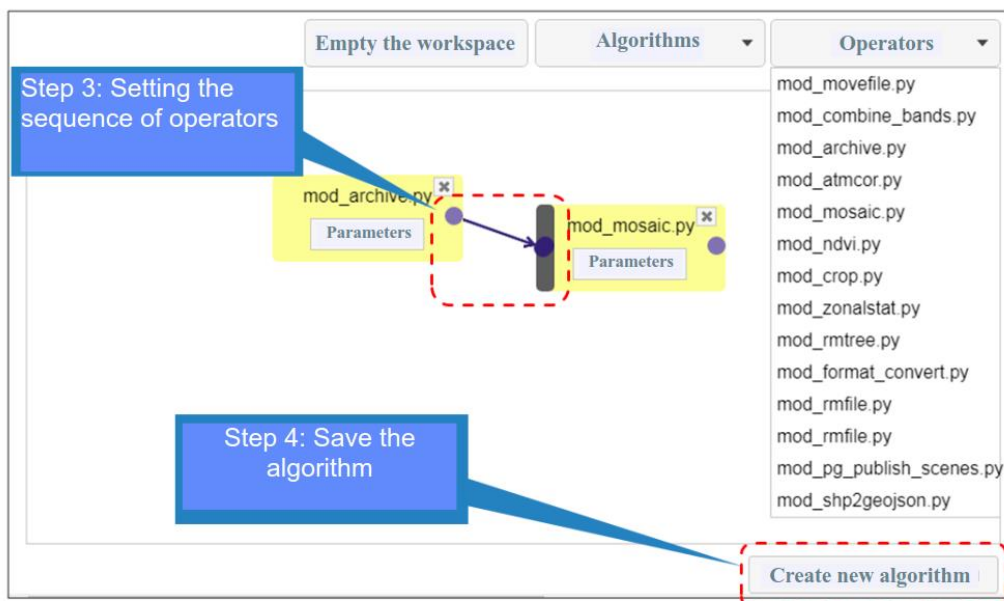 Empty the workspace
Algorithms
Operators
Step 3: Setting the
sequence of operators
mod_movefile.py
mod_combine_bands.py
mod_archive.py
mod_atmcor.py
mod_mosaic.py
mod_ndvi.py
mod_crop.py
mod_zonalstat.py
mod_rmtree.py
mod_format_convert.py
mod_rmfile.py
mod_rmfile.py
mod_pg_publish_scenes.py
mod_shp2geojson.py
mod_archive.py
Parameters
mod_mosaic.py
Parameters
Step 4: Save the
algorithm
Create new algorithm